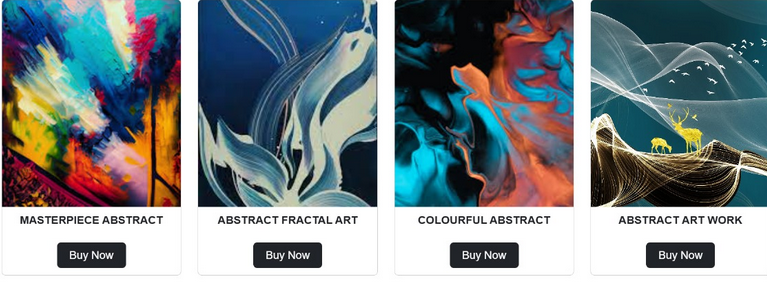 MASTERPIECE ABSTRACT
Buy Now
ABSTRACT FRACTAL ART
Buy Now
COLOURFUL ABSTRACT
Buy Now
ABSTRACT ART WORK
Buy Now